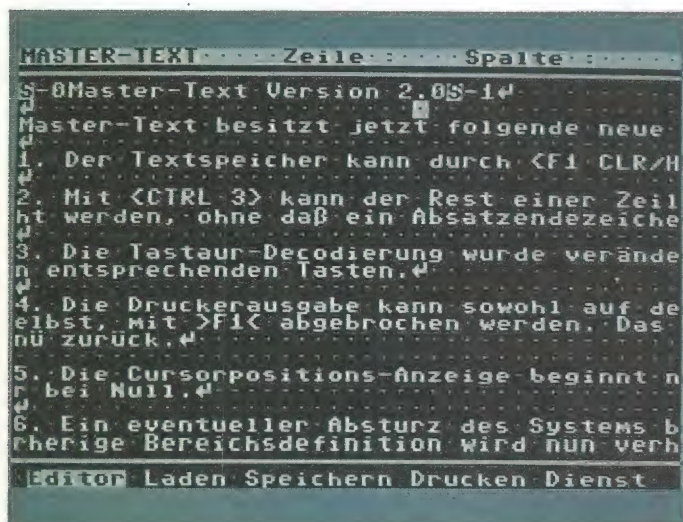 MASTER-TEXT Zeile : Spalte :
S-0Master-Text Version 2.0S-1↵
↵
Master-Text besitzt jetzt folgende neue
↵
1. Der Textspeicher kann durch <F1 CLR/H
↵
2. Mit <CTRL 3> kann der Rest einer Zeil
ht werden, ohne daß ein Absatzendezeiche
↵
3. Die Tastaur-Decodierung wurde verände
n entsprechenden Tasten.↵
↵
4. Die Druckerausgabe kann sowohl auf de
elbst, mit >F1< abgebrochen werden. Das
nü zurück.↵
↵
5. Die Cursorpositions-Anzeige beginnt n
r bei Null.↵
↵
6. Ein eventueller Absturz des Systems b
rherige Bereichsdefinition wird nun verh
Editor Laden Speichern Drucken Dienst